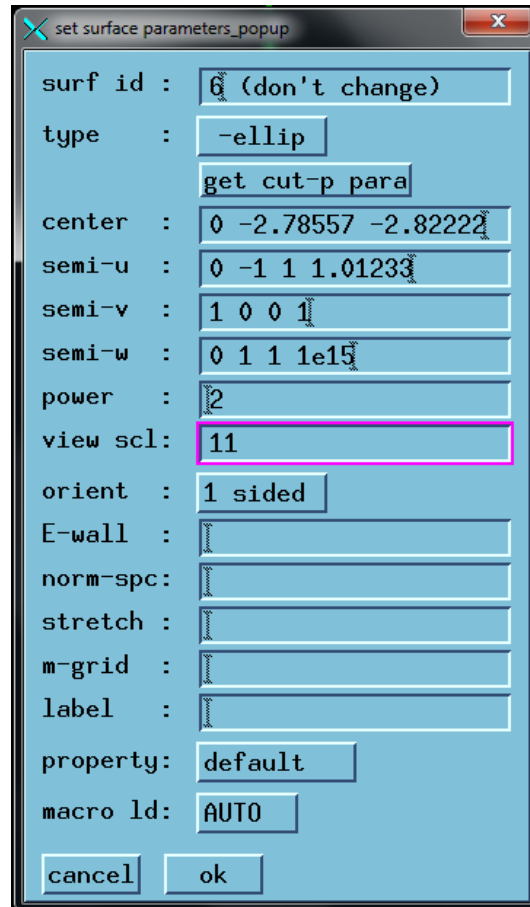 set surface parameters_popup
surf id : 6 (don't change)
type : -ellip
get cut-p para
center : 0 -2.78557 -2.82222
semi-u : 0 -1 1 1.01233
semi-v : 1 0 0 1
semi-w : 0 1 1 1e15
power : 2
view scl: 11
orient : 1 sided
E-wall :
norm-spc:
stretch :
m-grid :
label :
property: default
macro ld: AUTO
cancel ok